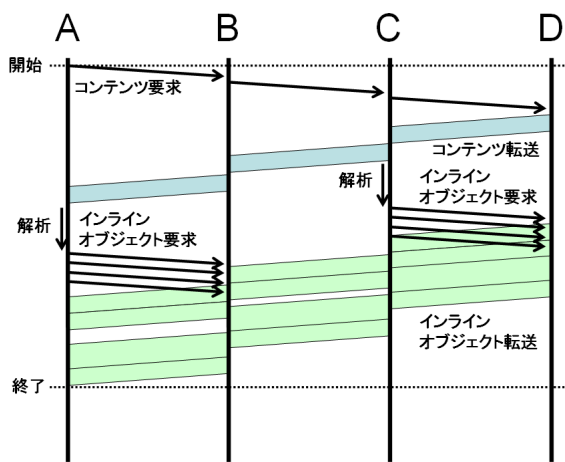 A B C D
開始
コンテンツ要求
コンテンツ転送
解析
インライン
オブジェクト要求
解析
インライン
オブジェクト要求
インライン
オブジェクト転送
終了